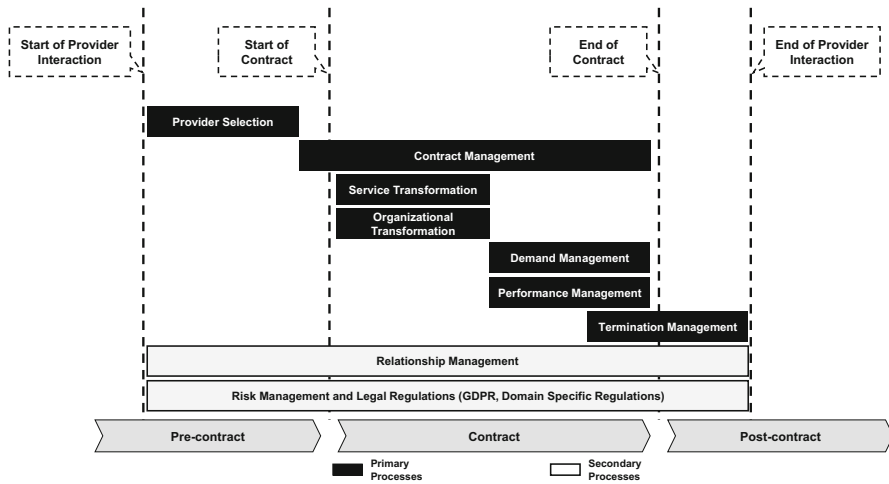 Start of Provider
Interaction
Start of
Contract
End of
Contract
End of Provider
Interaction
Provider Selection
Contract Management
Service Transformation
Organizational
Transformation
Demand Management
Performance Management
Termination Management
Relationship Management
Risk Management and Legal Regulations (GDPR, Domain Specific Regulations)
Pre-contract
Contract
Post-contract
Primary
Processes
Secondary
Processes